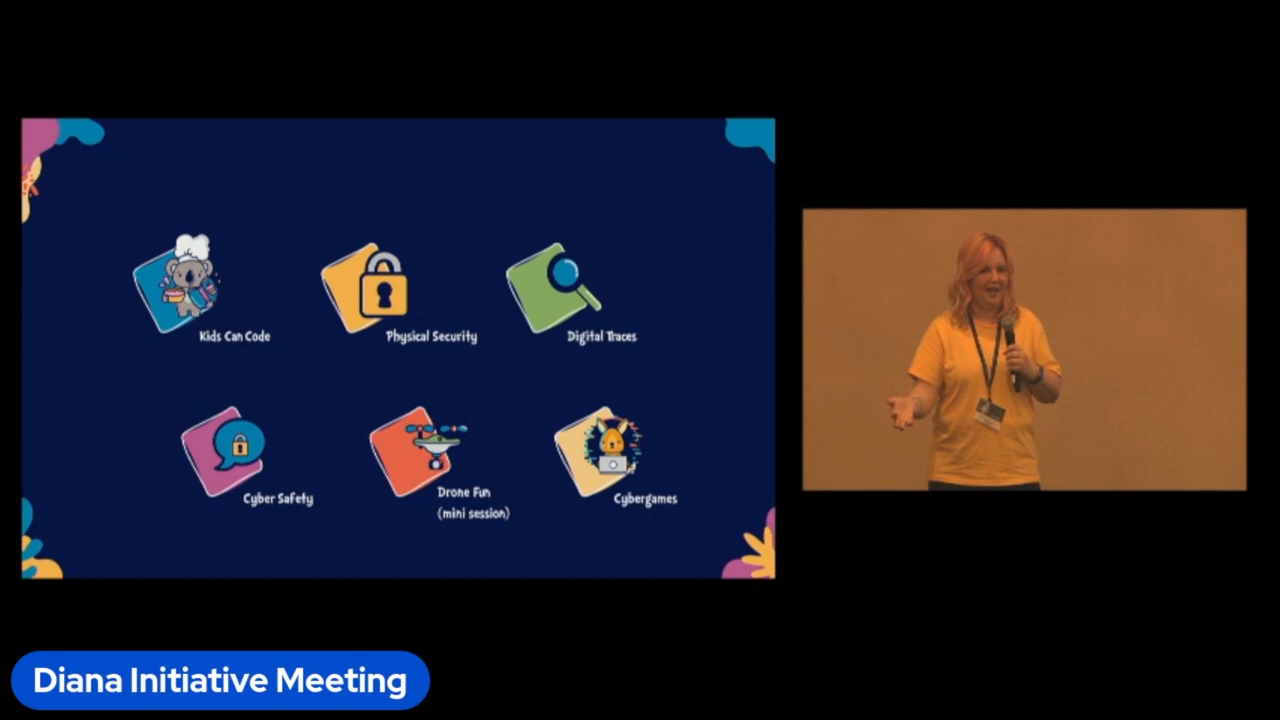 Kids Can Code
Physical Security
Digital Traces
Cyber Safety
Drone Fun
(mini session)
Cybergames
Diana Initiative Meeting